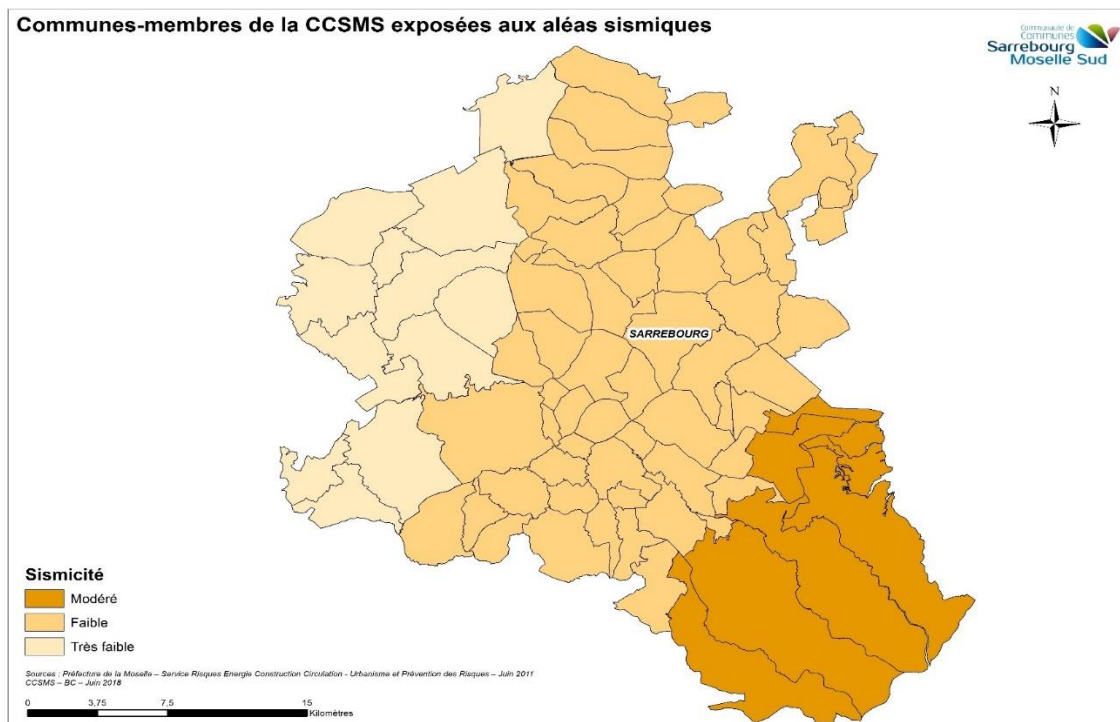 Communes-membres de la CCSMS exposées aux aléas sismiques
Communauté de
Communes
Sarrebourg
Moselle Sud
N
SARREBOURG
Sismicité
Modéré
Faible
Très faible
Sources : Préfecture de la Moselle – Service Risques Energie Construction Circulation - Urbanisme et Prévention des Risques – Juin 2011
CCSMS – BC – Juin 2018
0 3,75 7,5 15
Kilomètres